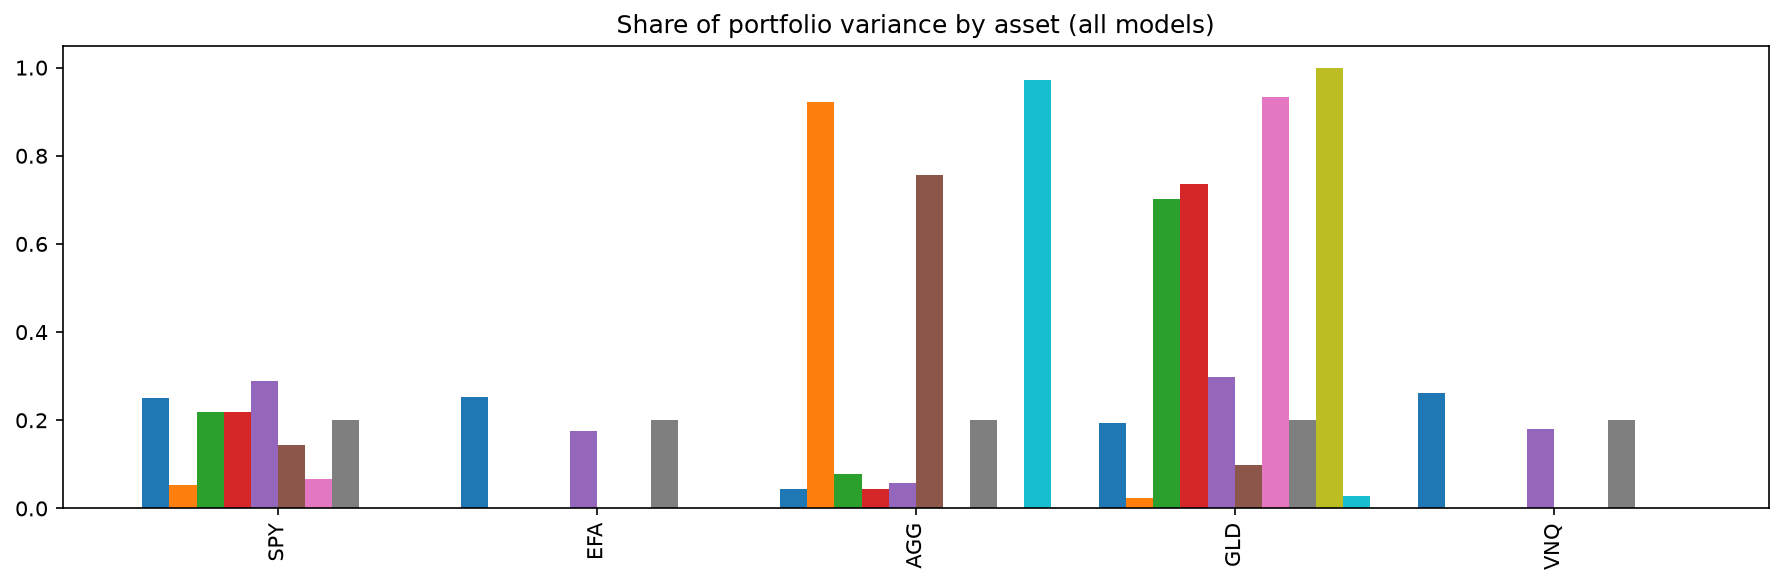 Share of portfolio variance by asset (all models)
1.0
0.8
0.6
0.4
0.2
0.0
SPY
EFA
AGG
GLD
VNQ